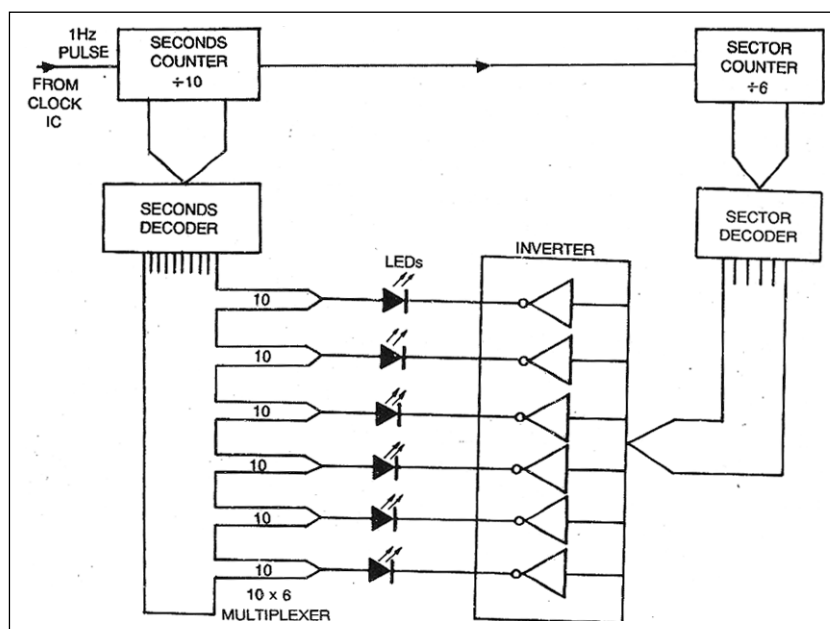 1Hz
PULSE
FROM
CLOCK
IC
SECONDS
COUNTER
÷10
SECTOR
COUNTER
÷6
SECONDS
DECODER
SECTOR
DECODER
LEDs
INVERTER
10
10
10
10
10
10
10 x 6
MULTIPLEXER